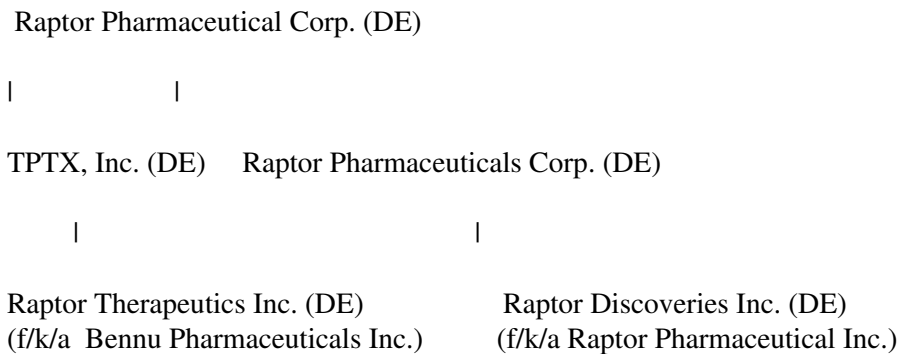 Raptor Pharmaceutical Corp. (DE)
| |
TPTX, Inc. (DE) Raptor Pharmaceuticals Corp. (DE)
| |
Raptor Therapeutics Inc. (DE) Raptor Discoveries Inc. (DE)
(f/k/a Bennu Pharmaceuticals Inc.) (f/k/a Raptor Pharmaceutical Inc.)